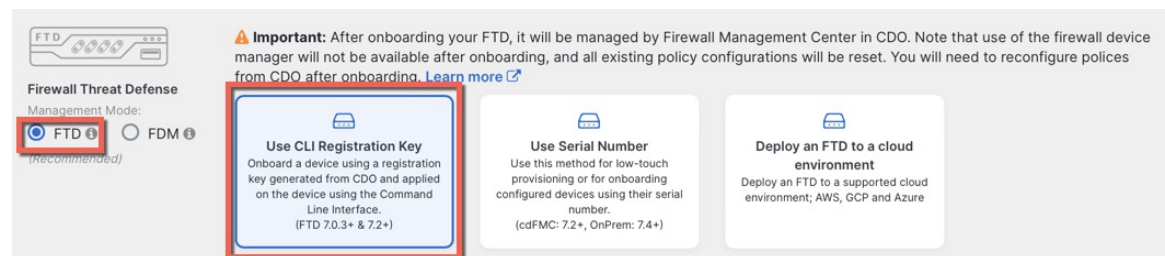 FTD
Firewall Threat Defense
Management Mode:
FTD
FDM
(Recommended)
Important: After onboarding your FTD, it will be managed by Firewall Management Center in CDO. Note that use of the firewall device
manager will not be available after onboarding, and all existing policy configurations will be reset. You will need to reconfigure polices
from CDO after onboarding. Learn more
Use CLI Registration Key
Onboard a device using a registration
key generated from CDO and applied
on the device using the Command
Line Interface.
(FTD 7.0.3+ & 7.2+)
Use Serial Number
Use this method for low-touch
provisioning or for onboarding
configured devices using their serial
number.
(cdFMC: 7.2+, OnPrem: 7.4+)
Deploy an FTD to a cloud
environment
Deploy an FTD to a supported cloud
environment; AWS, GCP and Azure